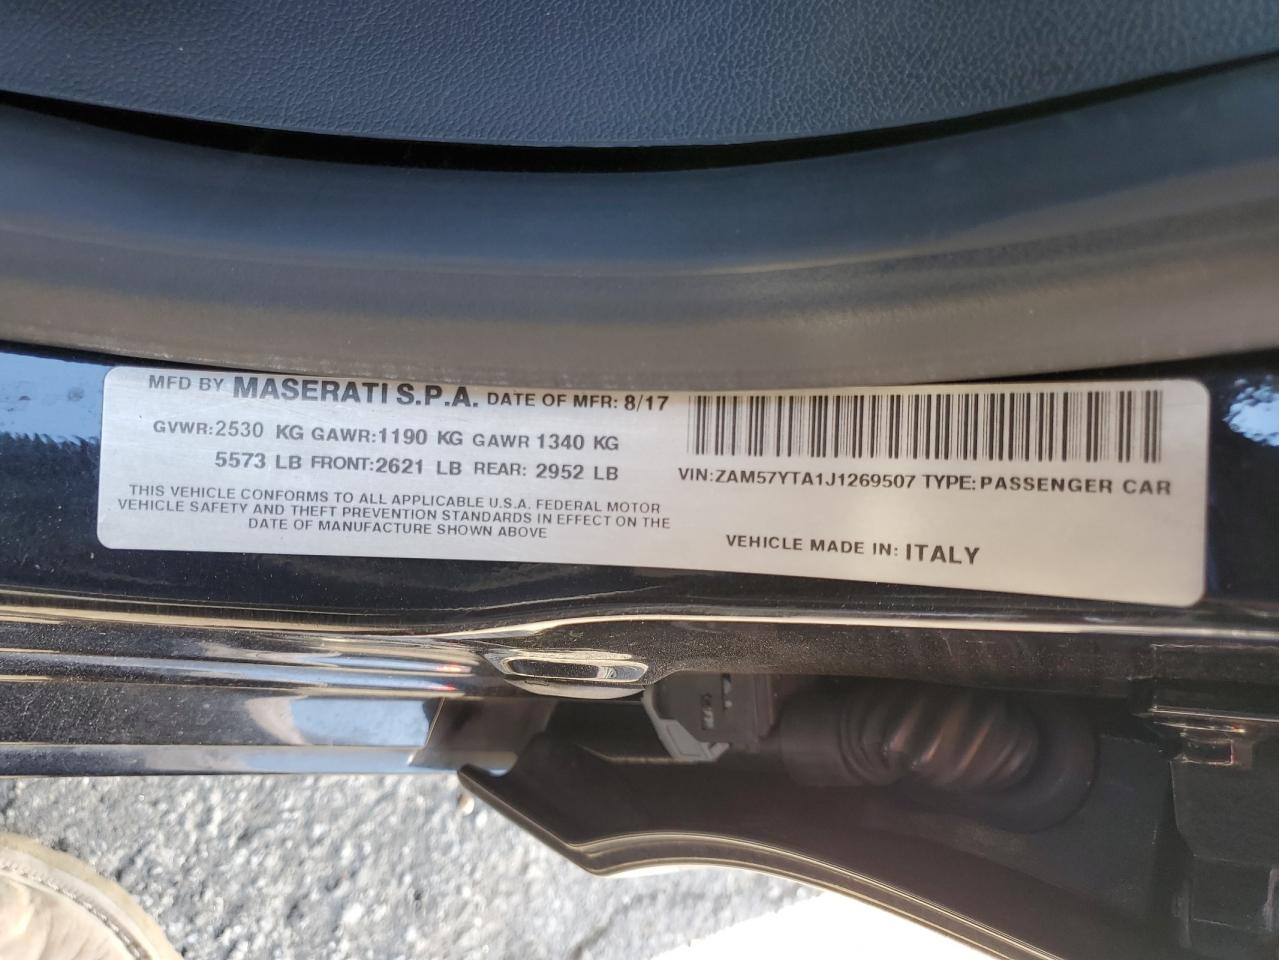 MFD BY MASERATI S.P.A. DATE OF MFR: 8/17
GVWR:2530 KG GAWR:1190 KG GAWR 1340 KG
5573 LB FRONT:2621 LB REAR: 2952 LB
THIS VEHICLE CONFORMS TO ALL APPLICABLE U.S.A. FEDERAL MOTOR
VEHICLE SAFETY AND THEFT PREVENTION STANDARDS IN EFFECT ON THE
DATE OF MANUFACTURE SHOWN ABOVE
VIN:ZAM57YTA1J1269507 TYPE:PASSENGER CAR
VEHICLE MADE IN: ITALY